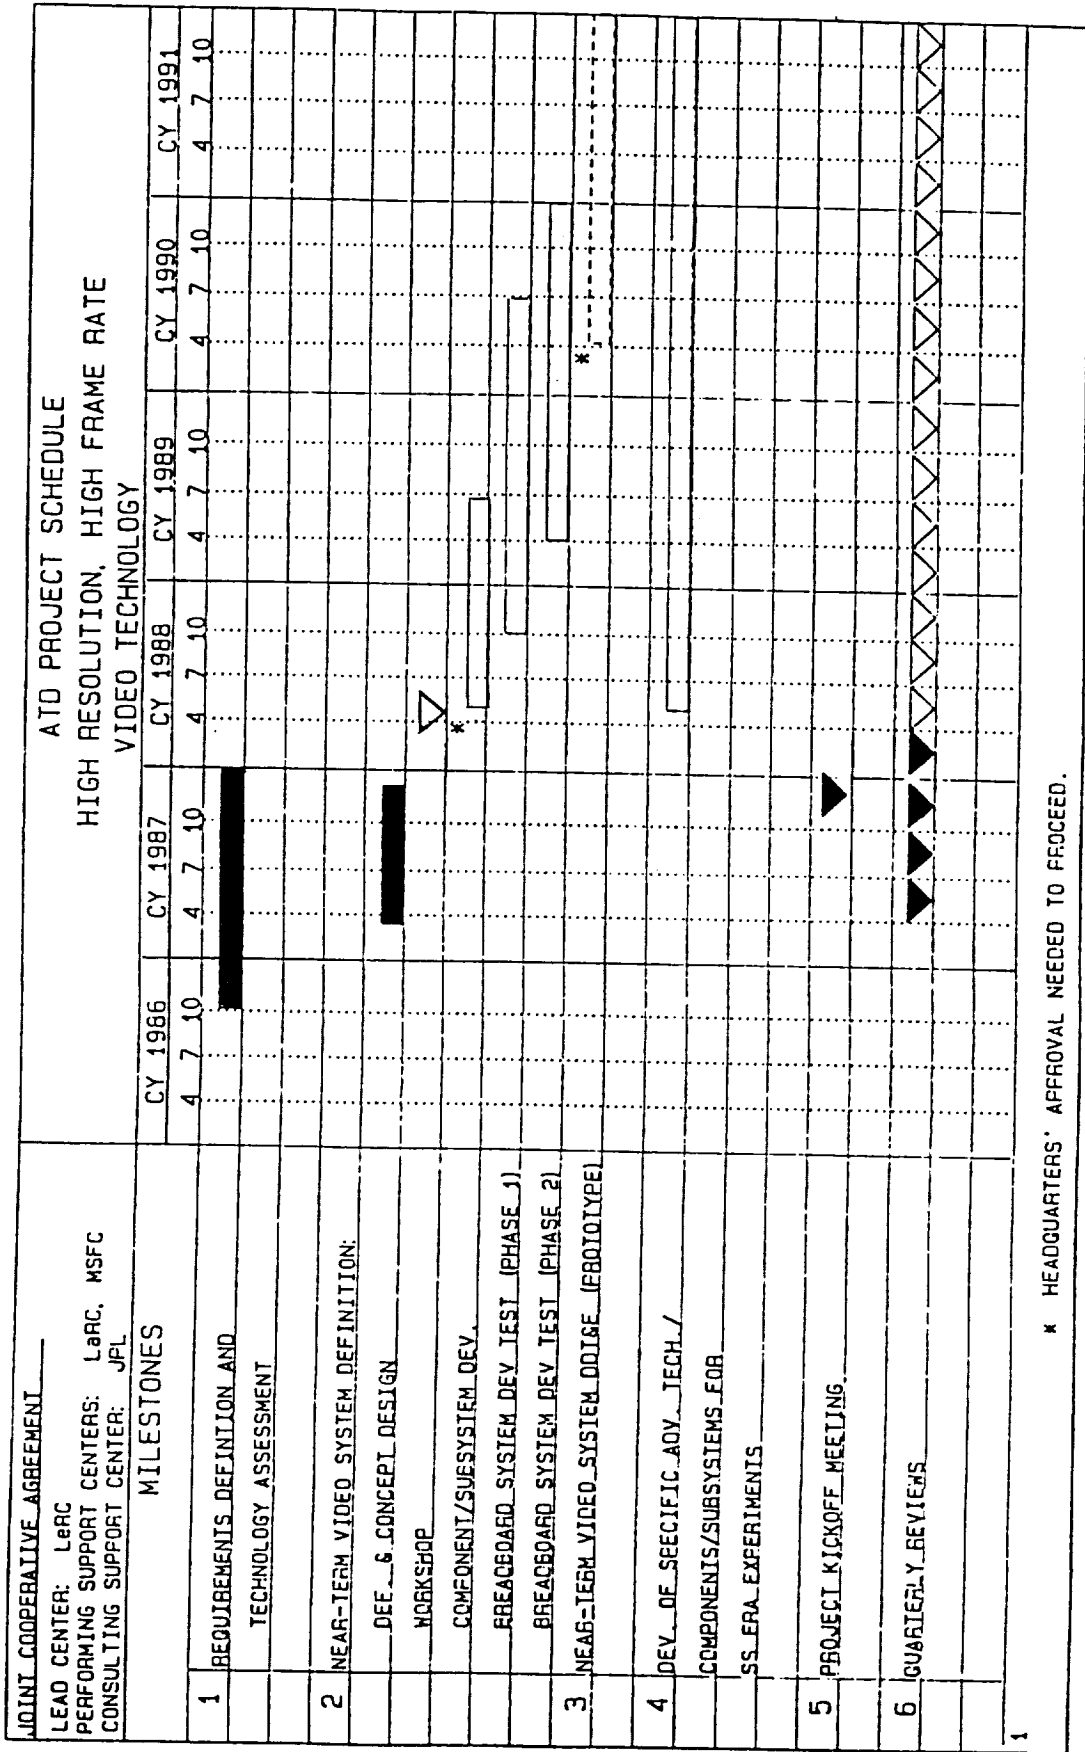 ATD PROJECT SCHEDULE
HIGH RESOLUTION, HIGH FRAME RATE
VIDEO TECHNOLOGY
JOINT COOPERATIVE AGREEMENT
LEAD CENTER: LeRC
PERFORMING SUPPORT CENTERS: LaRC, MSFC
CONSULTING SUPPORT CENTER: JPL
MILESTONES
CY 1986 CY 1987 CY 1988 CY 1989 CY 1990 CY 1991
4 7 10 4 7 10 4 7 10 4 7 10 4 7 10 4 7 10
1 REQUIREMENTS DEFINITION AND
TECHNOLOGY ASSESSMENT
2 NEAR-TERM VIDEO SYSTEM DEFINITION:
DEF. & CONCEPT DESIGN
WORKSHOP
*
COMPONENT/SUBSYSTEM DEV.
BREADBOARD SYSTEM DEV TEST (PHASE 1)
BREADBOARD SYSTEM DEV TEST (PHASE 2)
*
3 NEAR-TERM VIDEO SYSTEM DDT&E (PROTOTYPE)
4 DEV. OF SPECIFIC ADV. TECH./
COMPONENTS/SUBSYSTEMS FOR
SS ERA EXPERIMENTS
5 PROJECT KICKOFF MEETING
6 QUARTERLY REVIEWS
1
* HEADQUARTERS' APPROVAL NEEDED TO PROCEED.